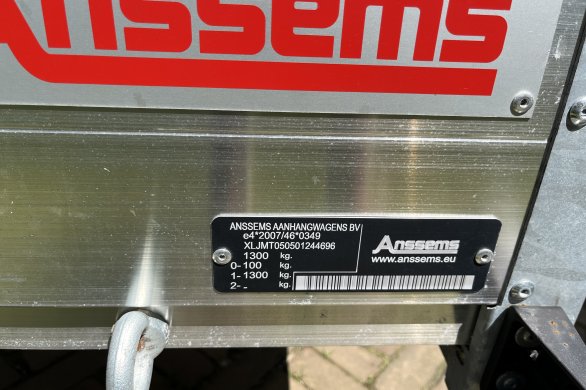 Anssems
ANSSEMS AANHANGWAGENS BV
e4*2007/46*0349
XLJMT050501244696
1300 kg.
0- 100 kg.
1- 1300 kg.
2- - kg.
Anssems
www.anssems.eu